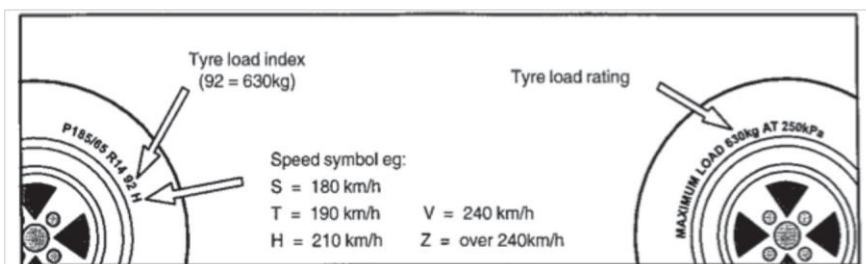 Tyre load index
(92 = 630kg)
Tyre load rating
P185/65 R14 92 H
MAXIMUM LOAD 630kg AT 250kPa
Speed symbol eg:
S = 180 km/h
T = 190 km/h V = 240 km/h
H = 210 km/h Z = over 240km/h